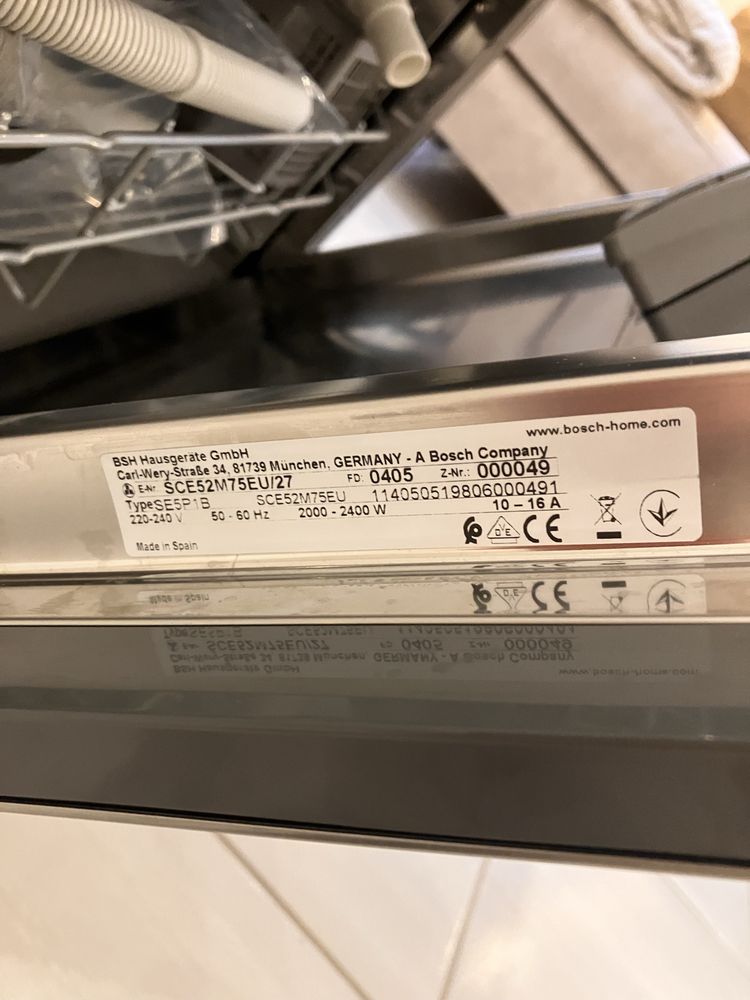 www.bosch-home.com
BSH Hausgeräte GmbH
Carl-Wery-Straße 34, 81739 München, GERMANY - A Bosch Company
E-Nr SCE52M75EU/27 FD: 0405 Z-Nr.: 000049
Type SE5P1B SCE52M75EU 114050519806000491
220-240 V 50 - 60 Hz 2000 - 2400 W 10 – 16 A
Made in Spain
DVE CE